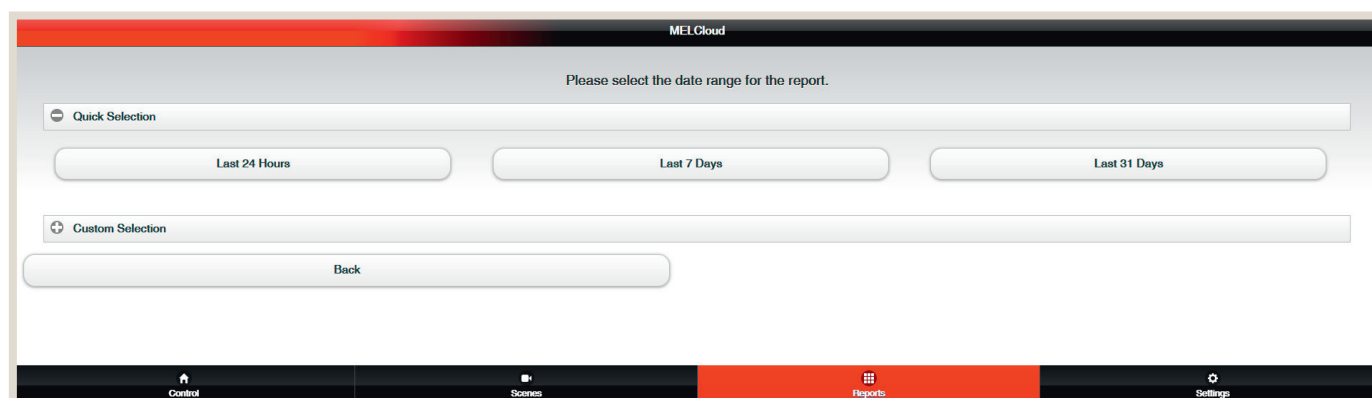 MELCloud
Please select the date range for the report.
Quick Selection
Last 24 Hours
Last 7 Days
Last 31 Days
Custom Selection
Back
Control
Scenes
Reports
Settings